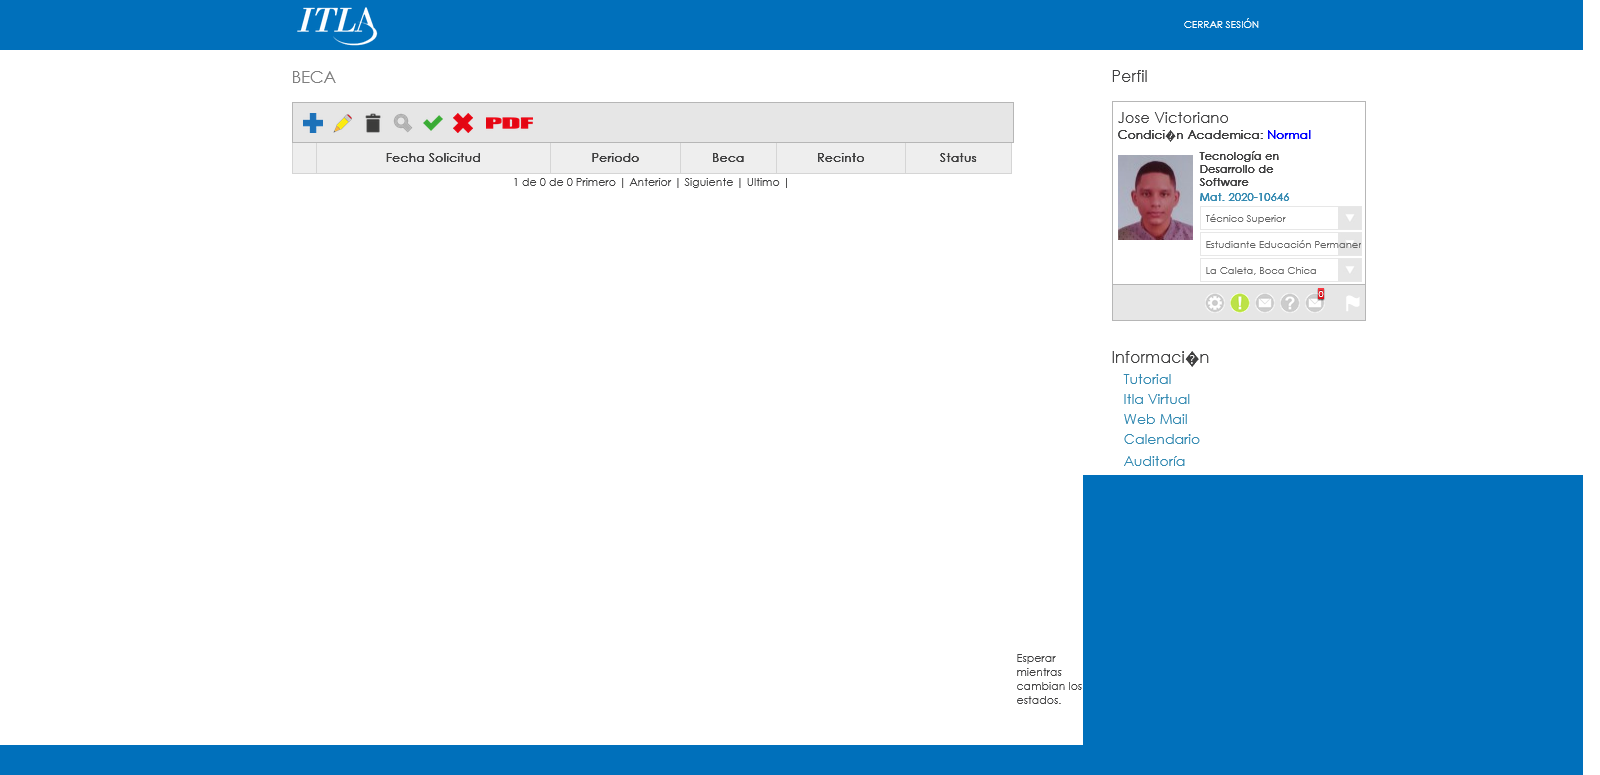 ITLA
CERRAR SESIÓN
BECA
PDF
Fecha Solicitud Periodo Beca Recinto Status
1 de 0 de 0 Primero | Anterior | Siguiente | Ultimo |
Esperar
mientras
cambian los
estados.
Perfil
Jose Victoriano
Condici�n Academica: Normal
Tecnología en
Desarrollo de
Software
Mat. 2020-10646
Técnico Superior
Estudiante Educación Permaner
La Caleta, Boca Chica
0
Informaci�n
Tutorial
Itla Virtual
Web Mail
Calendario
Auditoría